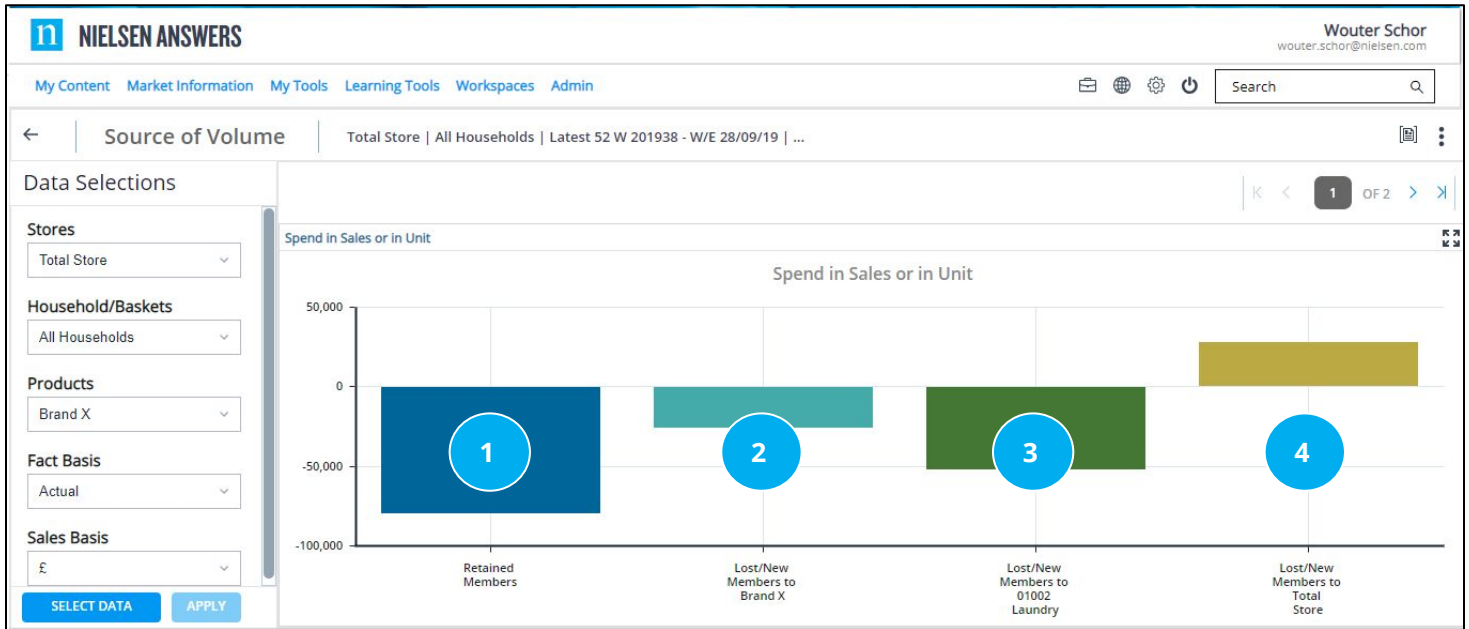 n NIELSEN ANSWERS
Wouter Schor
wouter.schor@nielsen.com
My Content Market Information My Tools Learning Tools Workspaces Admin
Search
Source of Volume
Total Store | All Households | Latest 52 W 201938 - W/E 28/09/19 | ...
Data Selections
1 OF 2
Stores
Total Store
Household/Baskets
All Households
Products
Brand X
Fact Basis
Actual
Sales Basis
£
SELECT DATA APPLY
Spend in Sales or in Unit
Spend in Sales or in Unit
50,000
0
-50,000
-100,000
1 2 3 4
Retained
Members
Lost/New
Members to
Brand X
Lost/New
Members to
01002
Laundry
Lost/New
Members to
Total
Store